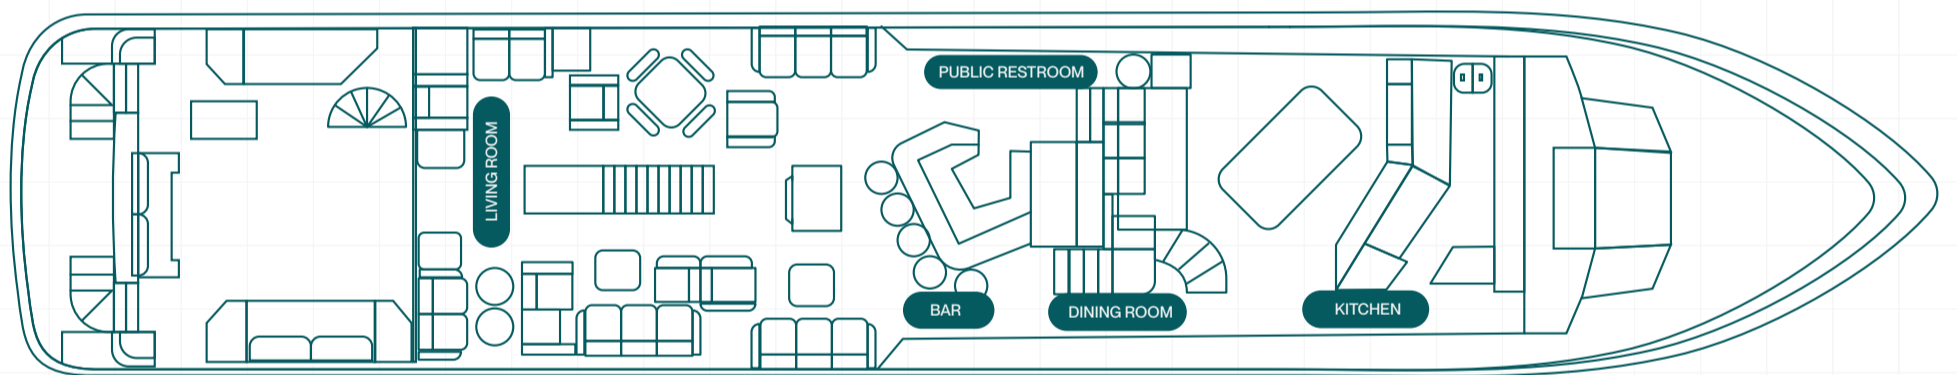 LIVING ROOM
PUBLIC RESTROOM
BAR
DINING ROOM
KITCHEN